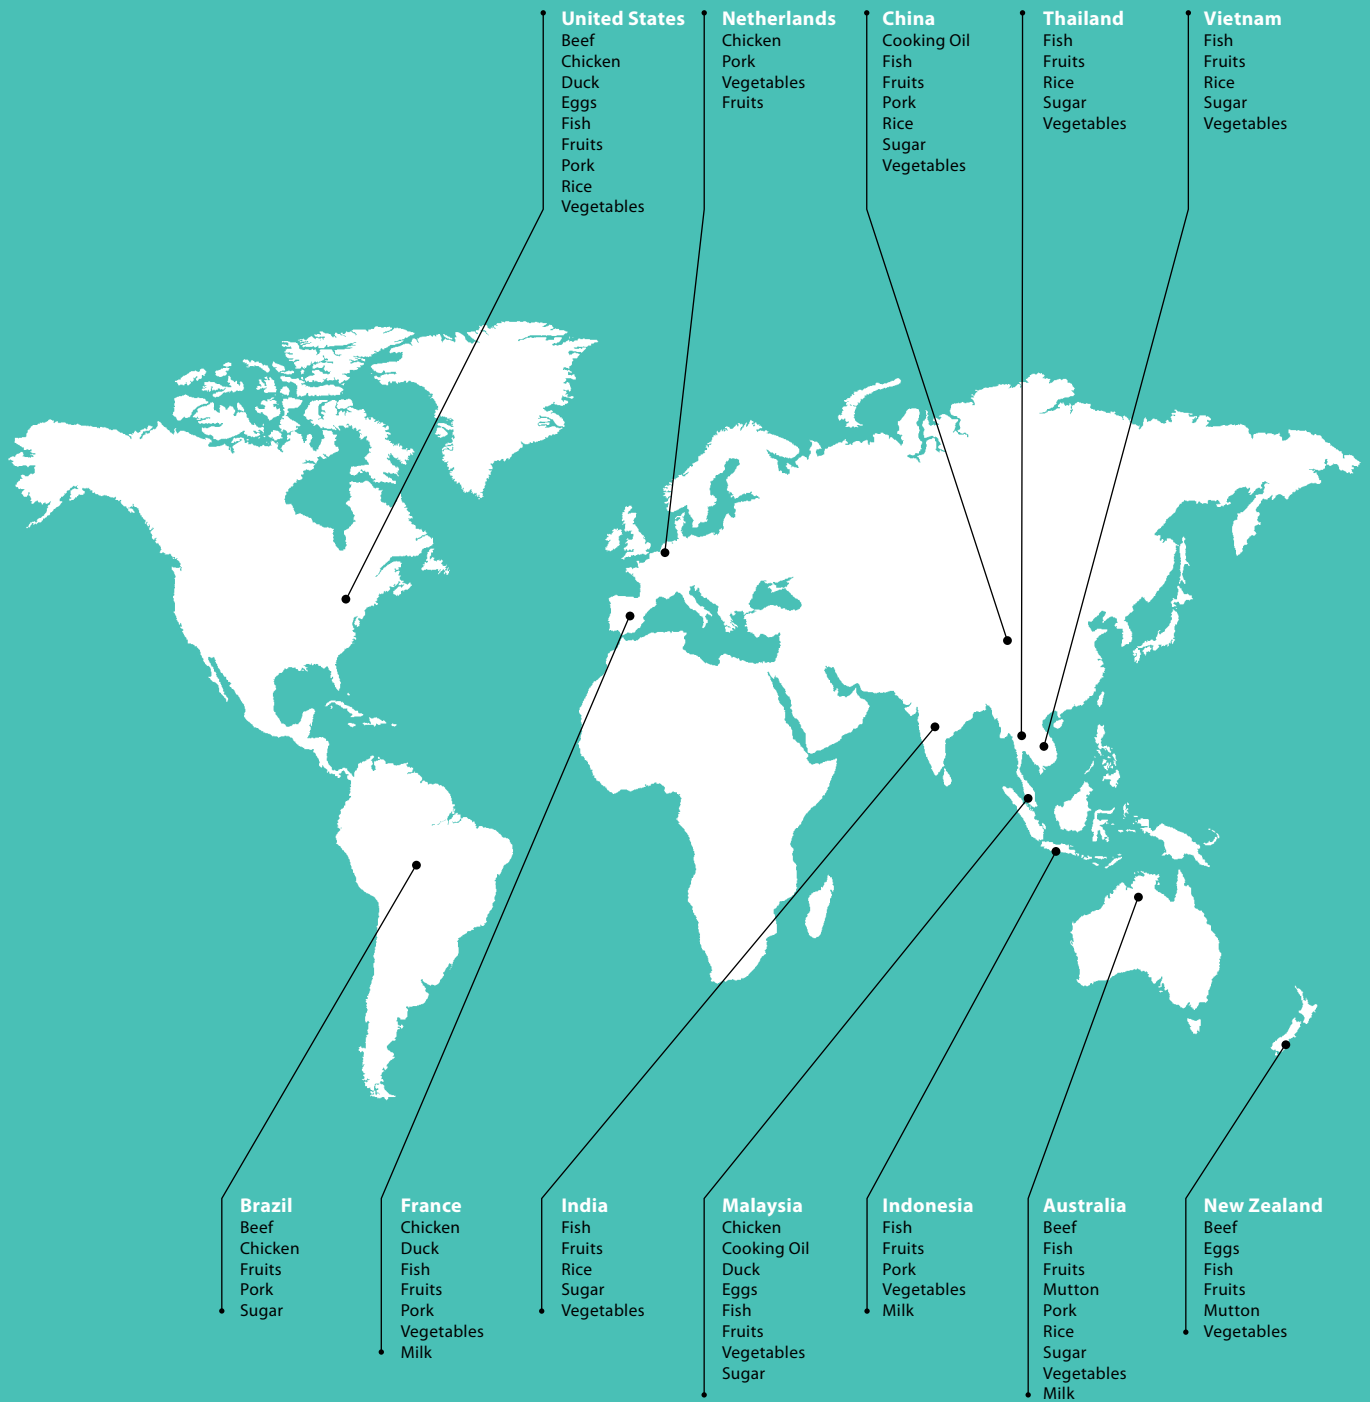 United States
Beef
Chicken
Duck
Eggs
Fish
Fruits
Pork
Rice
Vegetables
Netherlands
Chicken
Pork
Vegetables
Fruits
China
Cooking Oil
Fish
Fruits
Pork
Rice
Sugar
Vegetables
Thailand
Fish
Fruits
Rice
Sugar
Vegetables
Vietnam
Fish
Fruits
Rice
Sugar
Vegetables
Brazil
Beef
Chicken
Fruits
Pork
Sugar
France
Chicken
Duck
Fish
Fruits
Pork
Vegetables
Milk
India
Fish
Fruits
Rice
Sugar
Vegetables
Malaysia
Chicken
Cooking Oil
Duck
Eggs
Fish
Fruits
Vegetables
Sugar
Indonesia
Fish
Fruits
Pork
Vegetables
Milk
Australia
Beef
Fish
Fruits
Mutton
Pork
Rice
Sugar
Vegetables
Milk
New Zealand
Beef
Eggs
Fish
Fruits
Mutton
Vegetables